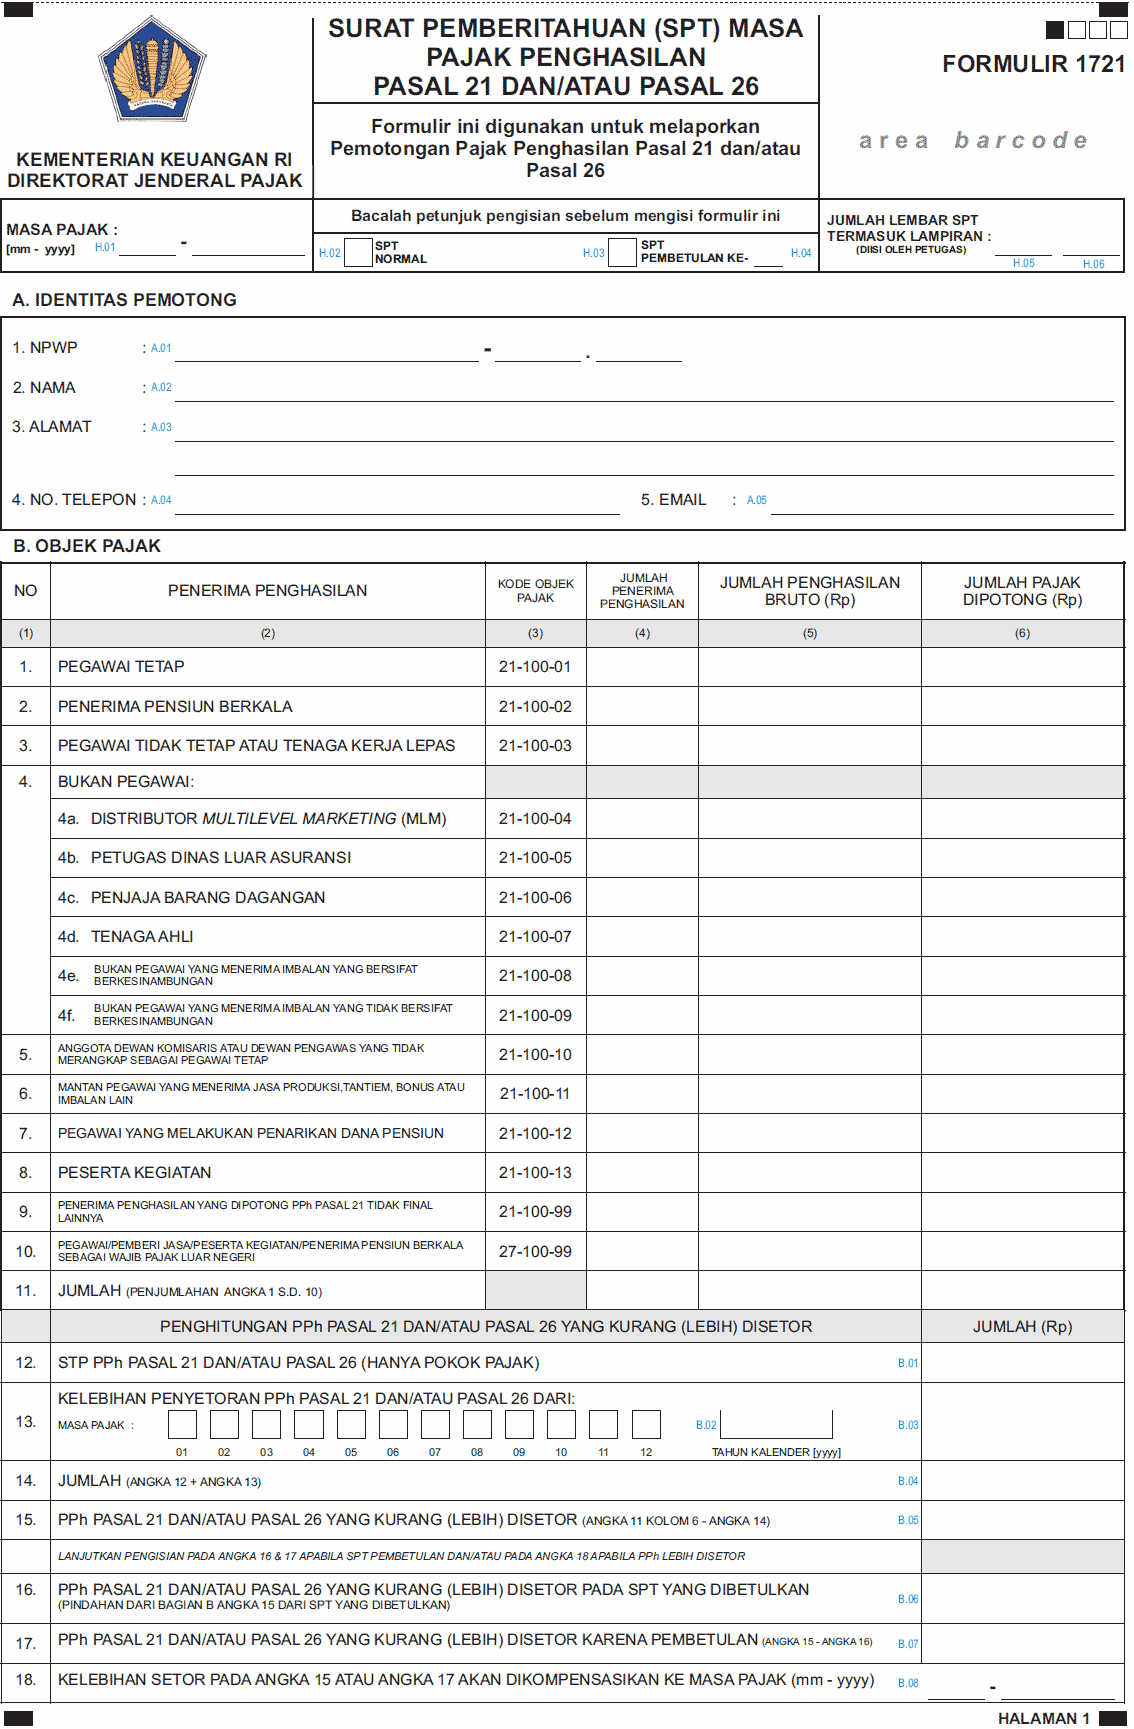 SURAT PEMBERITAHUAN (SPT) MASA
PAJAK PENGHASILAN
PASAL 21 DAN/ATAU PASAL 26
FORMULIR 1721
Formulir ini digunakan untuk melaporkan
Pemotongan Pajak Penghasilan Pasal 21 dan/atau
Pasal 26
area barcode
KEMENTERIAN KEUANGAN RI
DIREKTORAT JENDERAL PAJAK
MASA PAJAK :
[mm - yyyy] H.01 -
Bacalah petunjuk pengisian sebelum mengisi formulir ini
H.02 SPT
NORMAL
H.03 SPT
PEMBETULAN KE- H.04
JUMLAH LEMBAR SPT
TERMASUK LAMPIRAN :
(DIISI OLEH PETUGAS)
H.05 H.06
A. IDENTITAS PEMOTONG
1. NPWP : A.01 - .
2. NAMA : A.02
3. ALAMAT : A.03
4. NO. TELEPON : A.04 5. EMAIL : A.05
B. OBJEK PAJAK
NO PENERIMA PENGHASILAN KODE OBJEK PAJAK JUMLAH PENERIMA PENGHASILAN JUMLAH PENGHASILAN BRUTO (Rp) JUMLAH PAJAK DIPOTONG (Rp)
(1) (2) (3) (4) (5) (6)
1. PEGAWAI TETAP 21-100-01
2. PENERIMA PENSIUN BERKALA 21-100-02
3. PEGAWAI TIDAK TETAP ATAU TENAGA KERJA LEPAS 21-100-03
4. BUKAN PEGAWAI:
4a. DISTRIBUTOR MULTILEVEL MARKETING (MLM) 21-100-04
4b. PETUGAS DINAS LUAR ASURANSI 21-100-05
4c. PENJAJA BARANG DAGANGAN 21-100-06
4d. TENAGA AHLI 21-100-07
4e. BUKAN PEGAWAI YANG MENERIMA IMBALAN YANG BERSIFAT
BERKESINAMBUNGAN 21-100-08
4f. BUKAN PEGAWAI YANG MENERIMA IMBALAN YANG TIDAK BERSIFAT
BERKESINAMBUNGAN 21-100-09
5. ANGGOTA DEWAN KOMISARIS ATAU DEWAN PENGAWAS YANG TIDAK
MERANGKAP SEBAGAI PEGAWAI TETAP 21-100-10
6. MANTAN PEGAWAI YANG MENERIMA JASA PRODUKSI,TANTIEM, BONUS ATAU
IMBALAN LAIN 21-100-11
7. PEGAWAI YANG MELAKUKAN PENARIKAN DANA PENSIUN 21-100-12
8. PESERTA KEGIATAN 21-100-13
9. PENERIMA PENGHASILAN YANG DIPOTONG PPh PASAL 21 TIDAK FINAL
LAINNYA 21-100-99
10. PEGAWAI/PEMBERI JASA/PESERTA KEGIATAN/PENERIMA PENSIUN BERKALA
SEBAGAI WAJIB PAJAK LUAR NEGERI 27-100-99
11. JUMLAH (PENJUMLAHAN ANGKA 1 S.D. 10)
PENGHITUNGAN PPh PASAL 21 DAN/ATAU PASAL 26 YANG KURANG (LEBIH) DISETOR JUMLAH (Rp)
12. STP PPh PASAL 21 DAN/ATAU PASAL 26 (HANYA POKOK PAJAK) B.01
13. KELEBIHAN PENYETORAN PPh PASAL 21 DAN/ATAU PASAL 26 DARI:
MASA PAJAK : B.02 B.03
01 02 03 04 05 06 07 08 09 10 11 12 TAHUN KALENDER [yyyy]
14. JUMLAH (ANGKA 12 + ANGKA 13) B.04
15. PPh PASAL 21 DAN/ATAU PASAL 26 YANG KURANG (LEBIH) DISETOR (ANGKA 11 KOLOM 6 - ANGKA 14) B.05
LANJUTKAN PENGISIAN PADA ANGKA 16 & 17 APABILA SPT PEMBETULAN DAN/ATAU PADA ANGKA 18 APABILA PPh LEBIH DISETOR
16. PPh PASAL 21 DAN/ATAU PASAL 26 YANG KURANG (LEBIH) DISETOR PADA SPT YANG DIBETULKAN
(PINDAHAN DARI BAGIAN B ANGKA 15 DARI SPT YANG DIBETULKAN) B.06
17. PPh PASAL 21 DAN/ATAU PASAL 26 YANG KURANG (LEBIH) DISETOR KARENA PEMBETULAN (ANGKA 15 - ANGKA 16) B.07
18. KELEBIHAN SETOR PADA ANGKA 15 ATAU ANGKA 17 AKAN DIKOMPENSASIKAN KE MASA PAJAK (mm - yyyy) B.08 -
HALAMAN 1